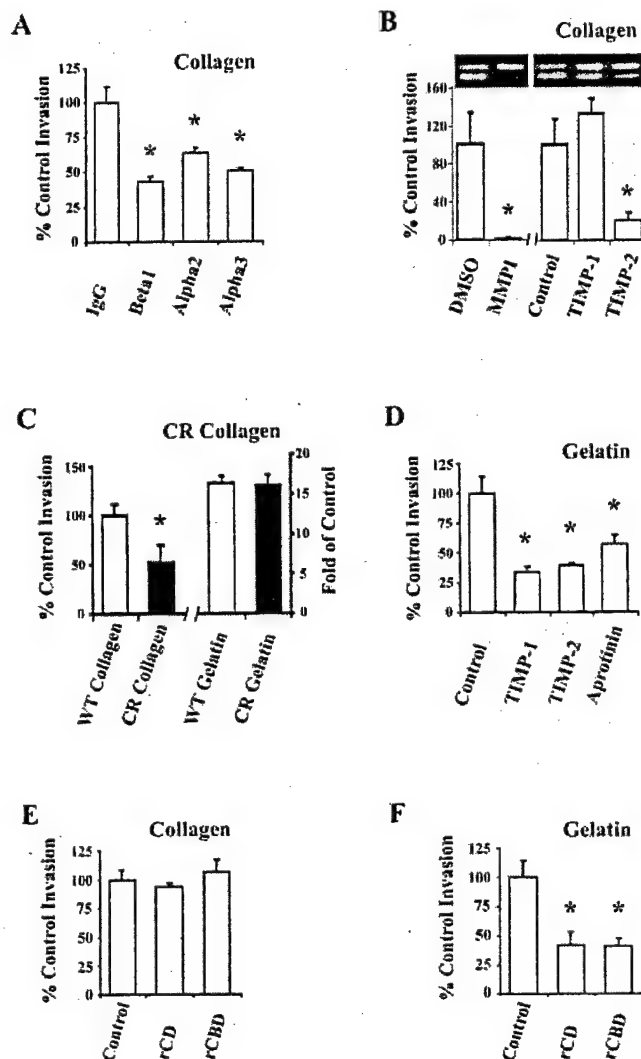 A
Collagen
% Control Invasion
125
100
75
50
25
0
*
*
*
IgG
Beta1
Alpha2
Alpha3
B
Collagen
% Control Invasion
160
120
80
40
0
*
*
DMSO
MMPI
Control
TIMP-1
TIMP-2
C
CR Collagen
% Control Invasion
150
100
50
0
*
20
15
10
5
0
Fold of Control
WT Collagen
CR Collagen
WT Gelatin
CR Gelatin
D
Gelatin
% Control Invasion
125
100
75
50
25
0
*
*
*
Control
TIMP-1
TIMP-2
Aprotinin
E
Collagen
% Control Invasion
125
100
75
50
25
0
Control
rCD
rCBD
F
Gelatin
% Control Invasion
125
100
75
50
25
0
*
*
Control
rCD
rCBD